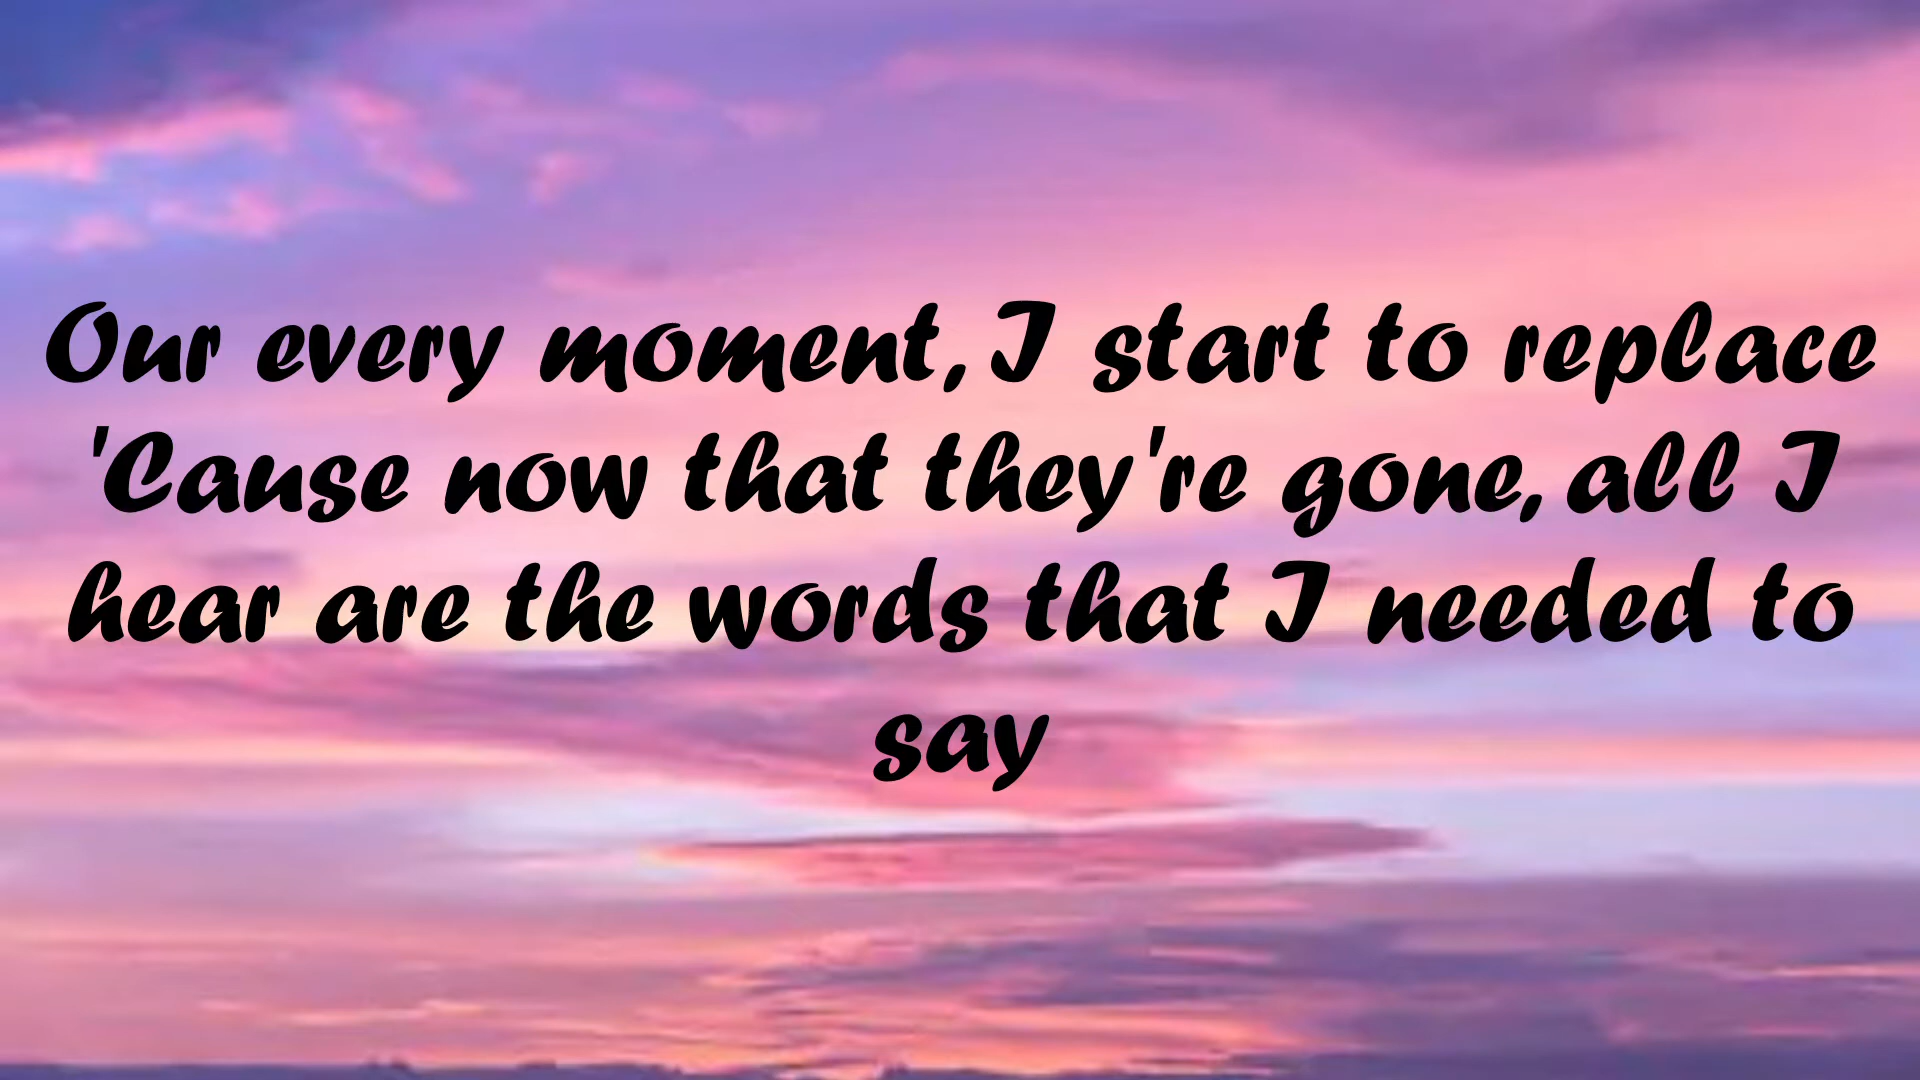 Our every moment, I start to replace
'Cause now that they're gone, all I
hear are the words that I needed to
say